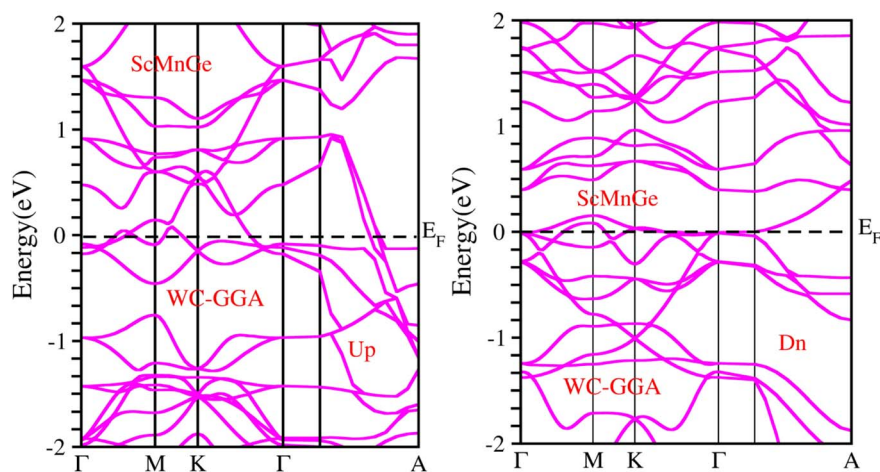 2
1
0
-1
-2
Energy(eV)
ScMnGe
WC-GGA
Up
E_F
Γ M K Γ A
2
1
0
-1
-2
Energy(eV)
ScMnGe
WC-GGA
Dn
E_F
Γ M K Γ A